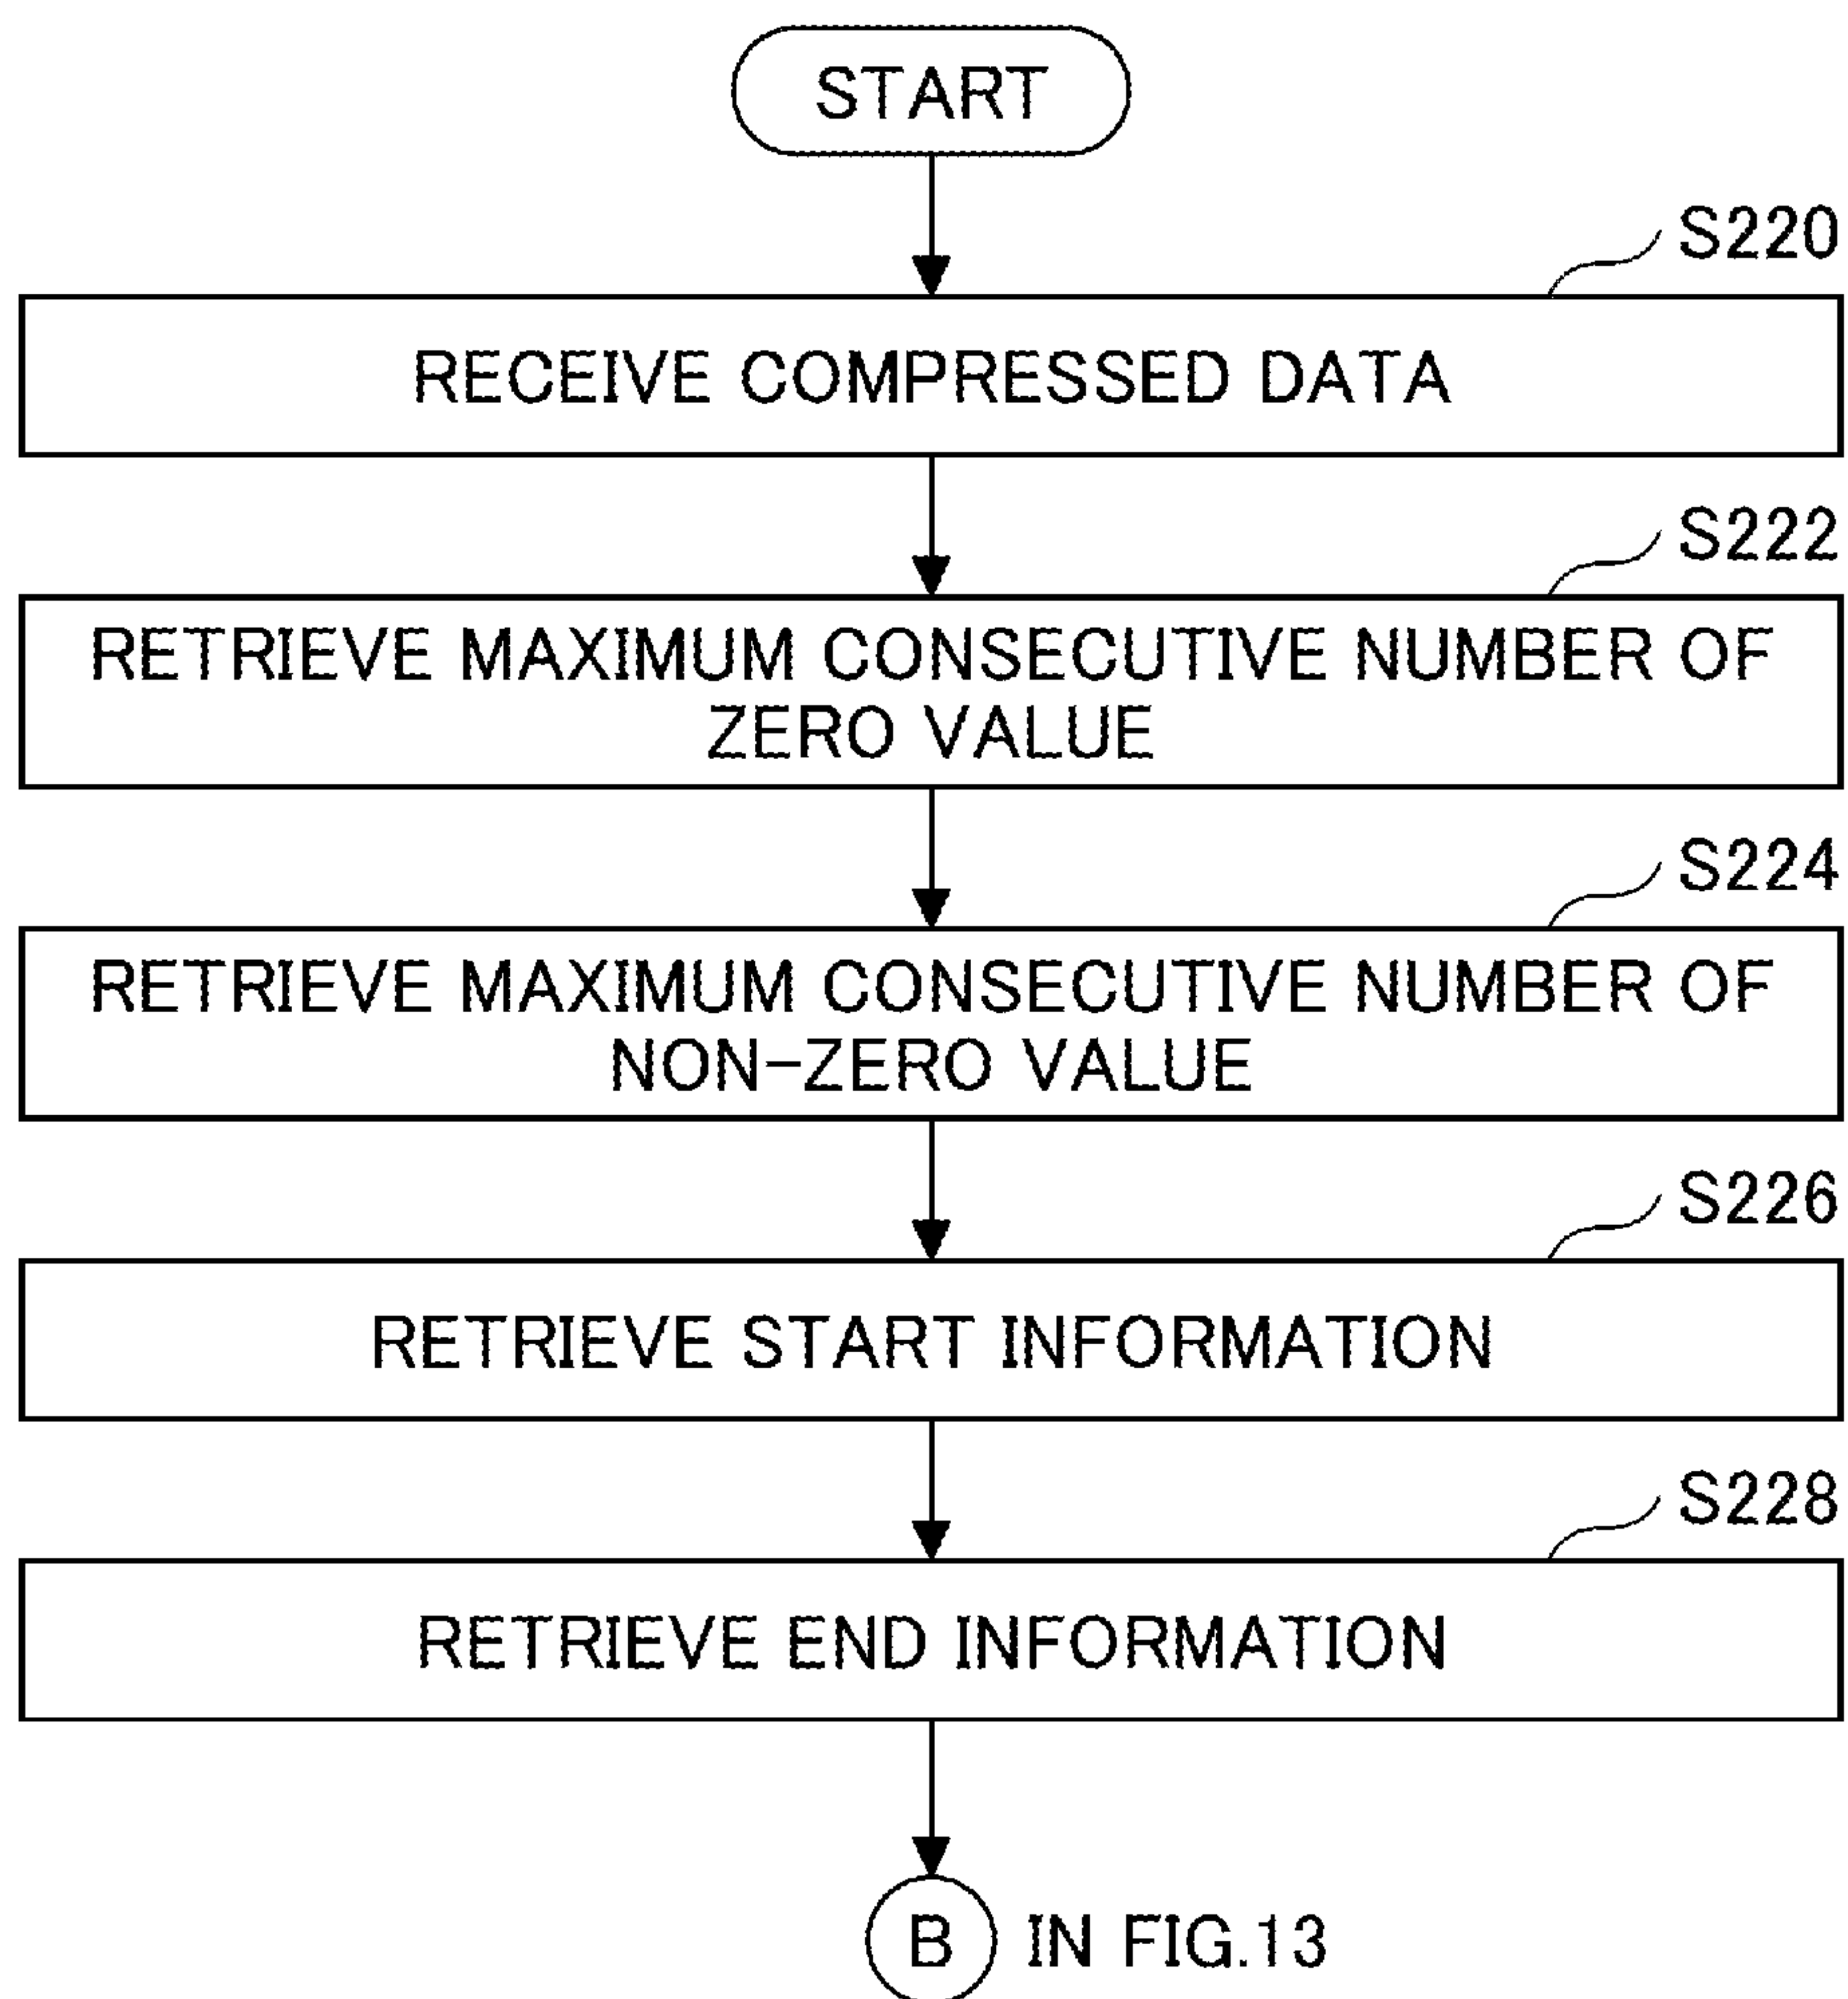 START
S220
RECEIVE COMPRESSED DATA
S222
RETRIEVE MAXIMUM CONSECUTIVE NUMBER OF
ZERO VALUE
S224
RETRIEVE MAXIMUM CONSECUTIVE NUMBER OF
NON-ZERO VALUE
S226
RETRIEVE START INFORMATION
S228
RETRIEVE END INFORMATION
B IN FIG.13